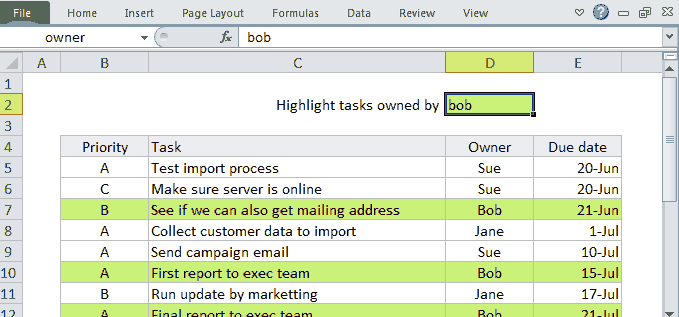 File Home Insert Page Layout Formulas Data Review View ?
owner fx bob
A B C D E
1
2 Highlight tasks owned by bob
3
4 Priority Task Owner Due date
5 A Test import process Sue 20-Jun
6 C Make sure server is online Sue 20-Jun
7 B See if we can also get mailing address Bob 21-Jun
8 A Collect customer data to import Jane 1-Jul
9 A Send campaign email Sue 10-Jul
10 A First report to exec team Bob 15-Jul
11 B Run update by marketting Jane 17-Jul
12 A Final report to exec team Bob 21-Jul